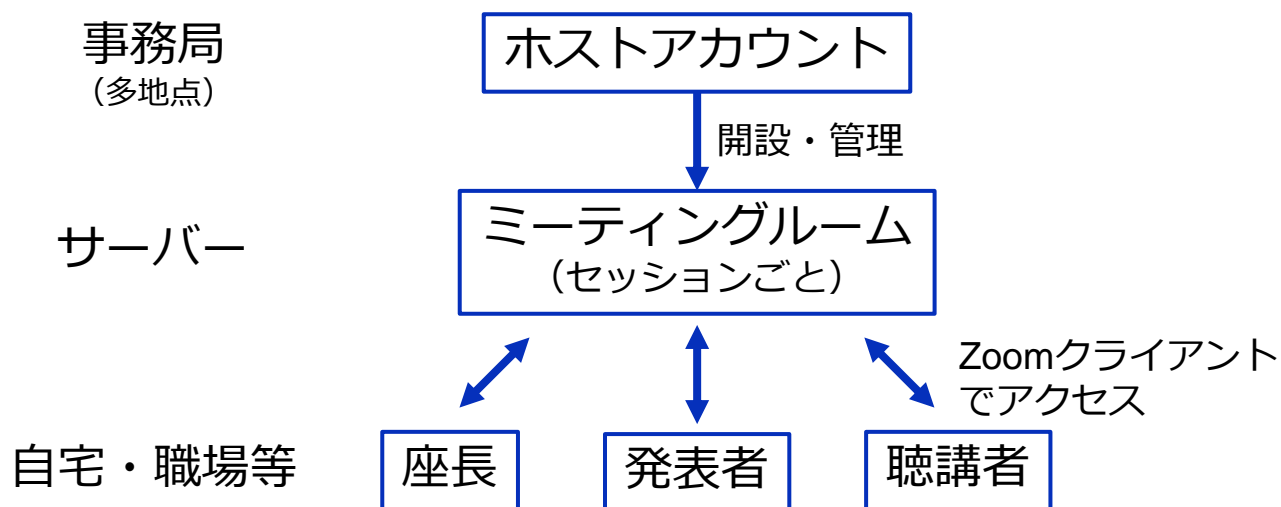 事務局
（多地点）
ホストアカウント
開設・管理
サーバー
ミーティングルーム
（セッションごと）
Zoomクライアント
でアクセス
自宅・職場等
座長
発表者
聴講者